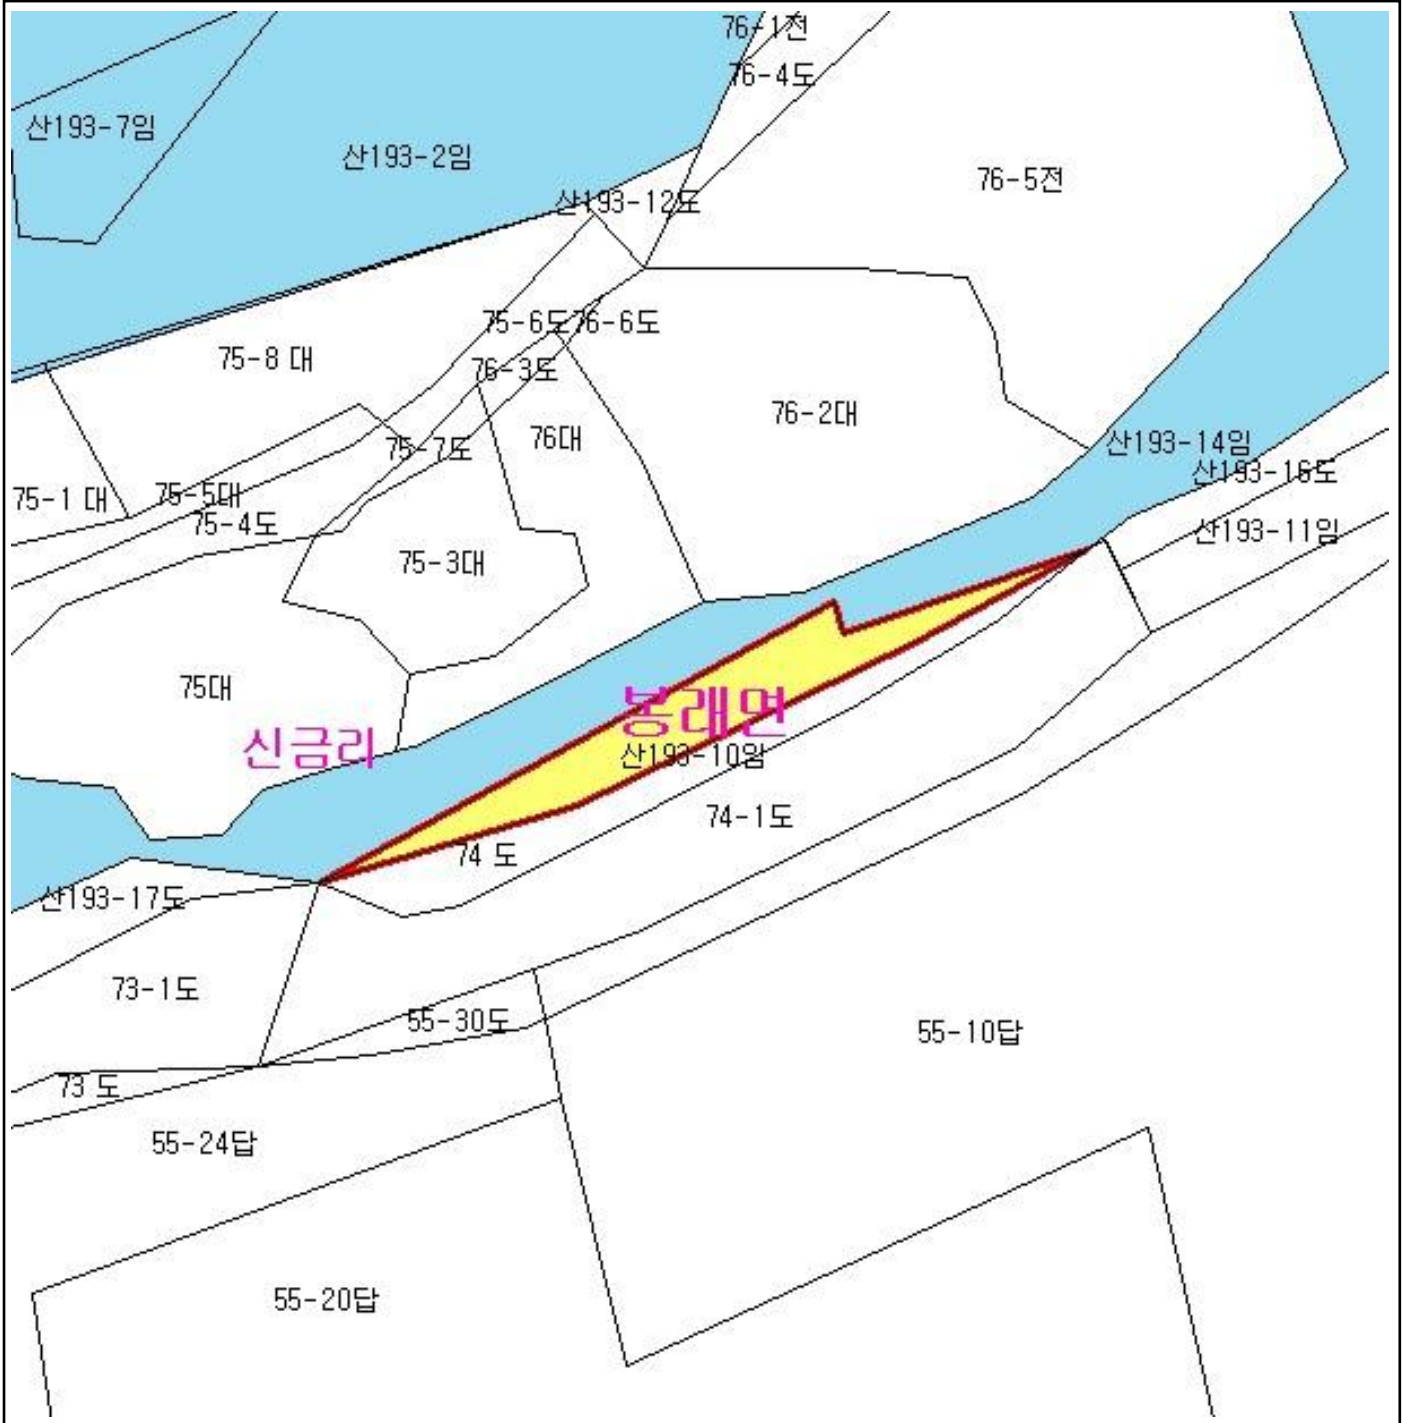 76-1전
76-4도
산193-7임
산193-2임
76-5전
산193-12도
75-6도
76-6도
75-8 대
76-3도
76-2대
76대
75-7도
산193-14임
산193-16도
75-1 대
75-5대
75-4도
산193-11임
75-3대
75대
봉래면
신금리
산193-10임
74-1도
74 도
산193-17도
73-1도
55-30도
55-10답
73 도
55-24답
55-20답